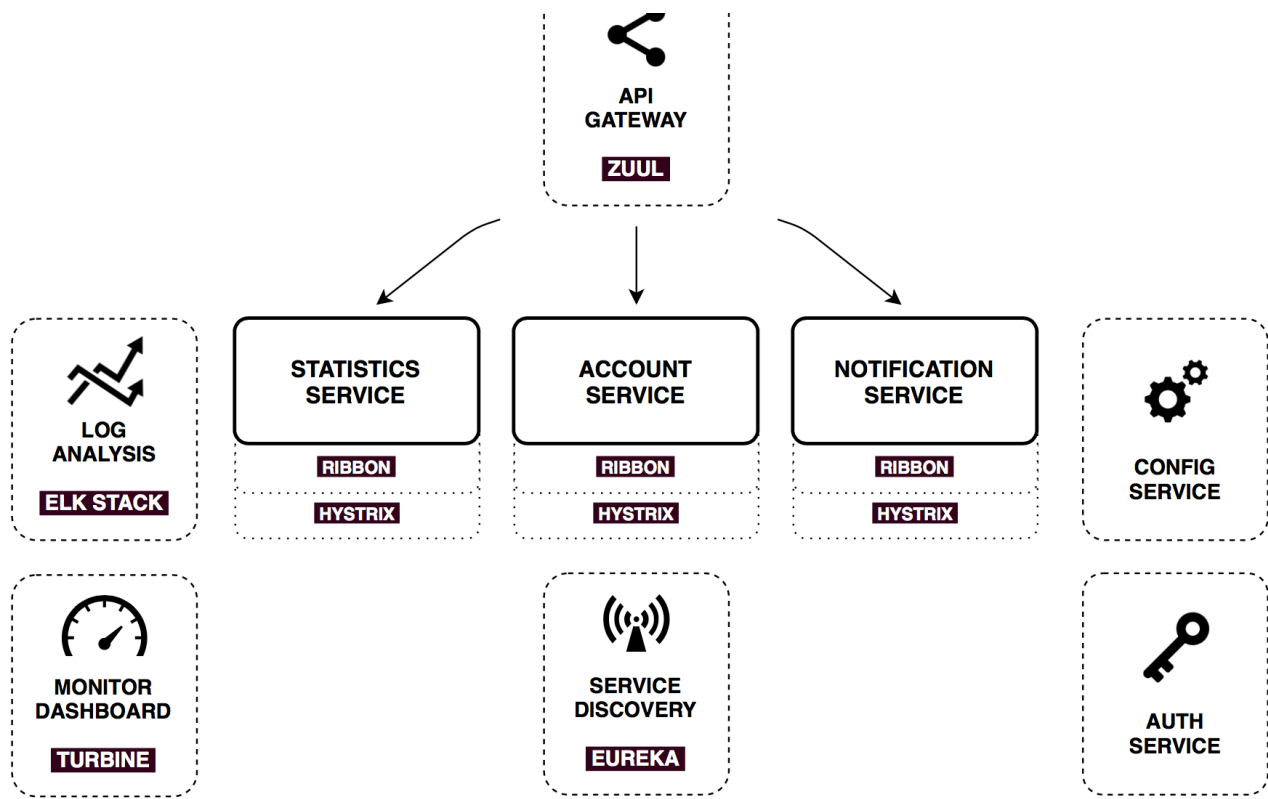 API
GATEWAY
ZUUL
STATISTICS
SERVICE
ACCOUNT
SERVICE
NOTIFICATION
SERVICE
RIBBON
RIBBON
RIBBON
HYSTRIX
HYSTRIX
HYSTRIX
LOG
ANALYSIS
ELK STACK
CONFIG
SERVICE
MONITOR
DASHBOARD
TURBINE
SERVICE
DISCOVERY
EUREKA
AUTH
SERVICE